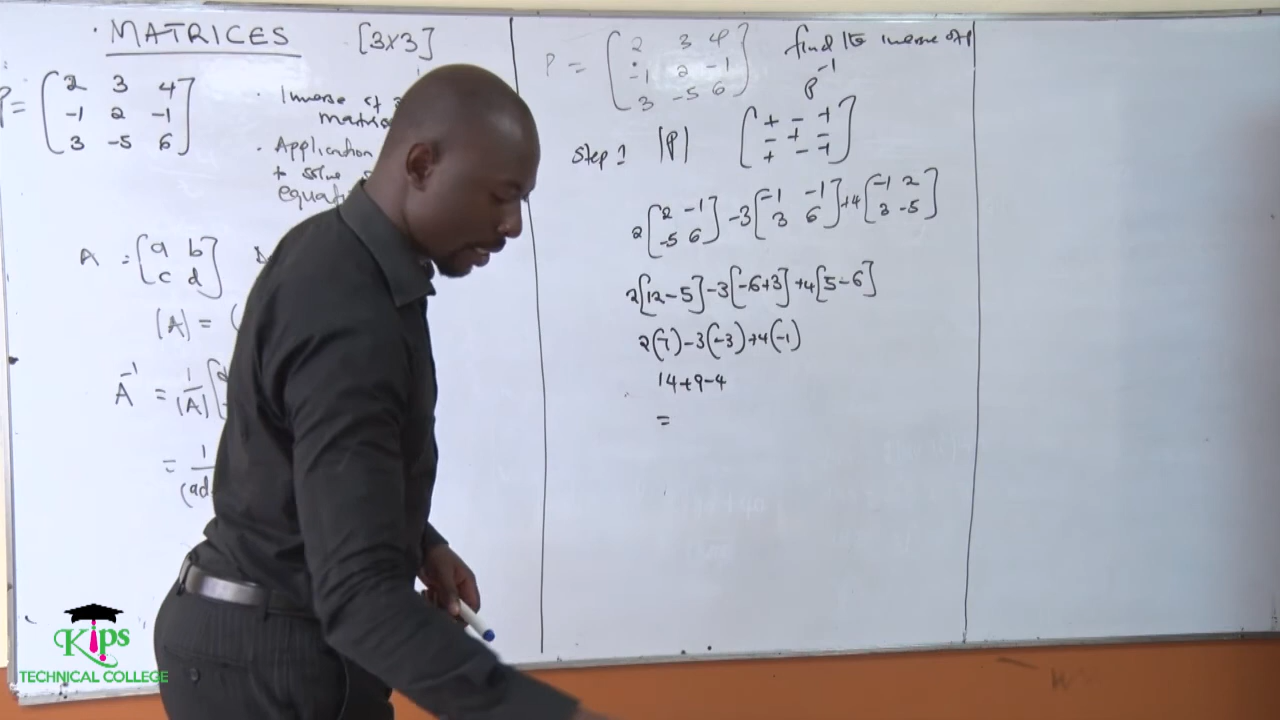 · MATRICES [3x3]
P = [2 3 4
-1 2 -1
3 -5 6]
· Inverse of 3
matric
· Application
to solve
equati
A = [a b
c d]
|A| = (
A⁻¹ = 1/|A| [
= 1/(ad
P = [2 3 4
-1 2 -1
3 -5 6] find the inverse of P
P⁻¹
Step 1 |P| [+ - +
- + -
+ - +]
2[2 -1
-5 6] -3[-1 -1
3 6] +4[-1 2
3 -5]
2[12-5] -3[-6+3] +4[5-6]
2(7) -3(-3) +4(-1)
14+9-4
=
Kips
TECHNICAL COLLEGE